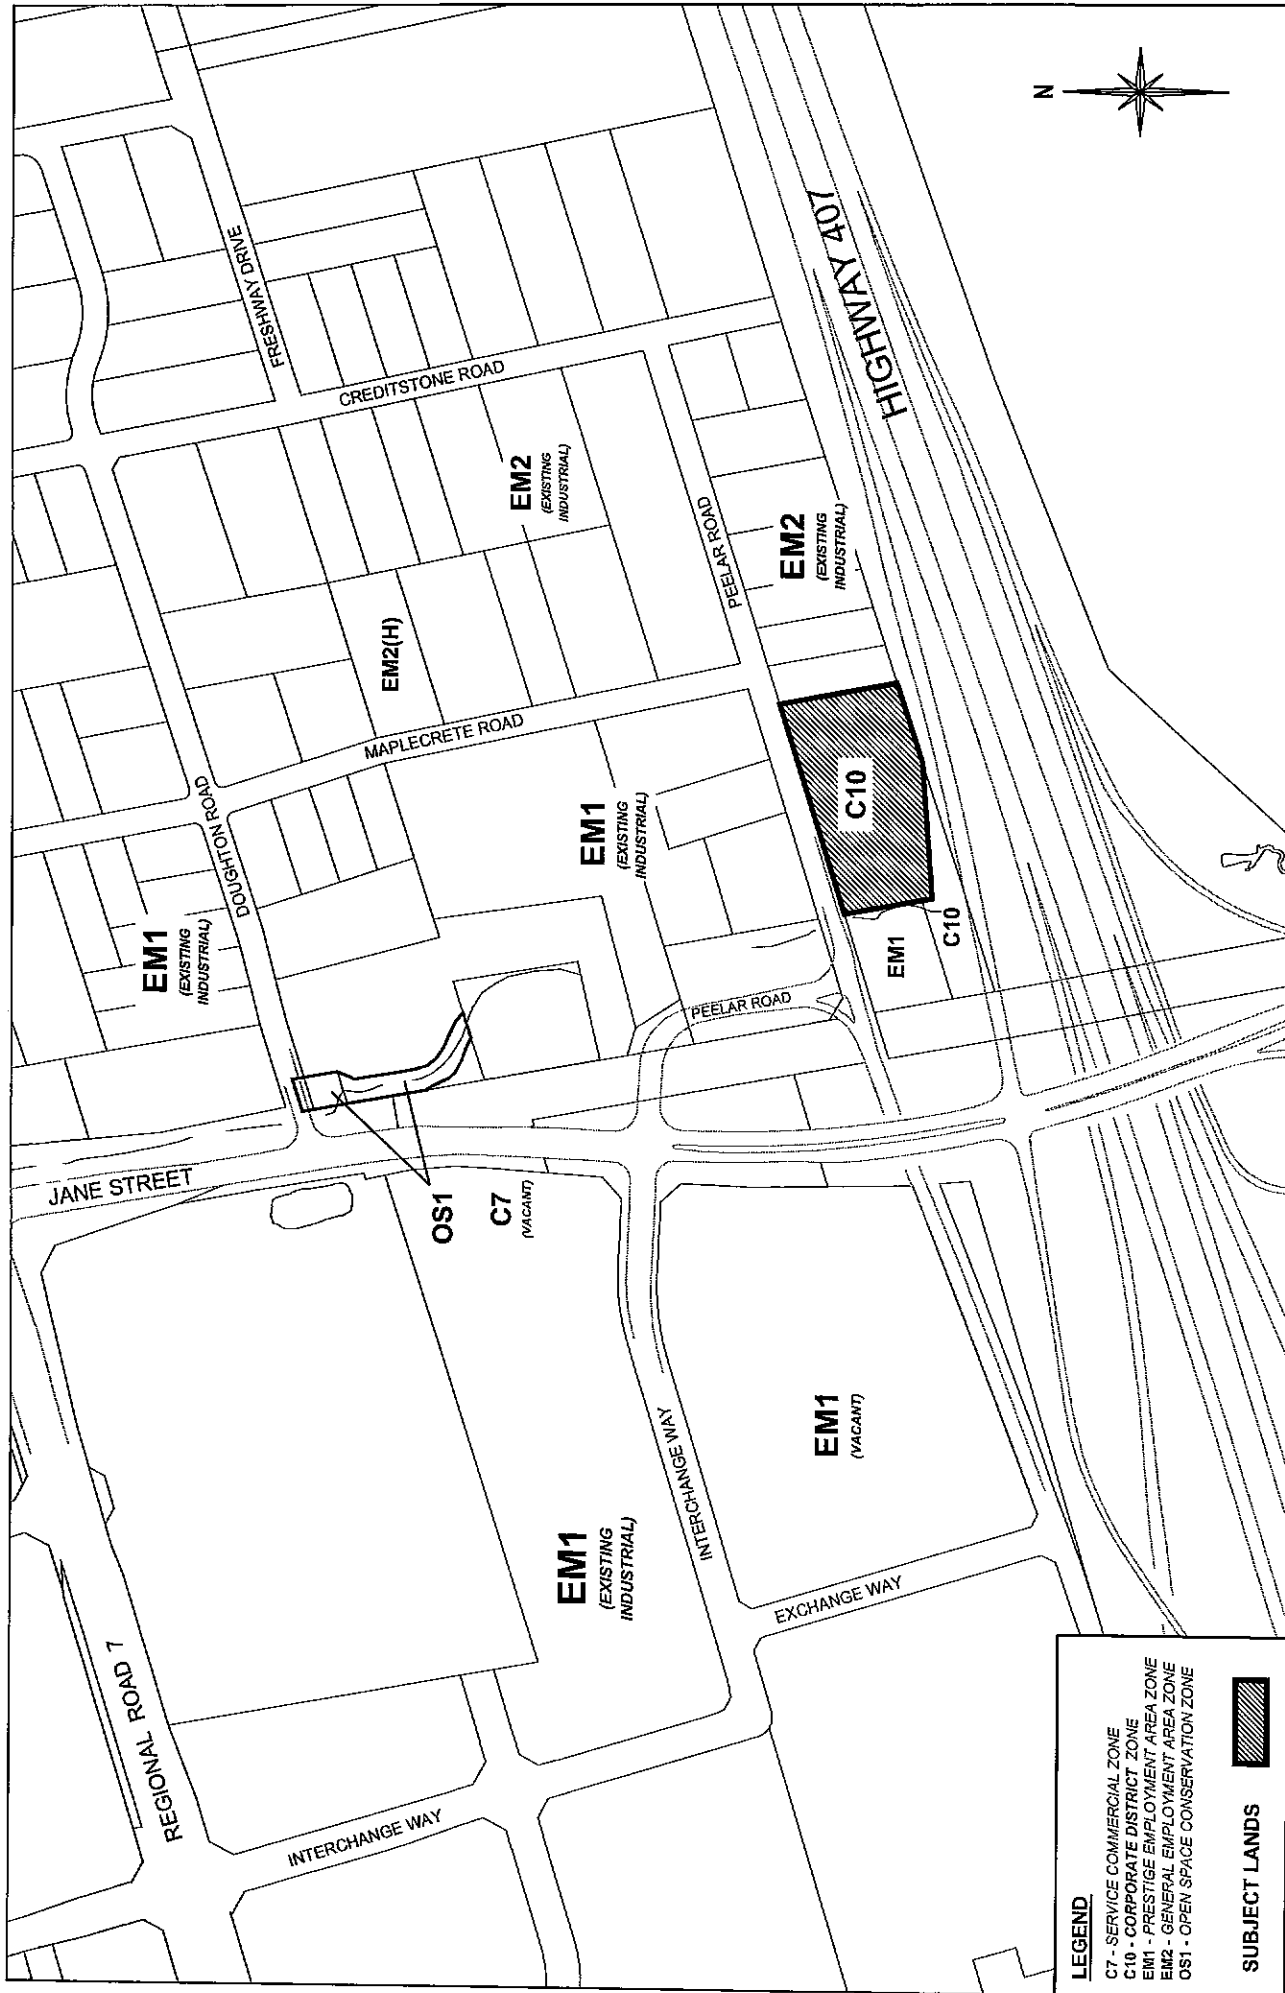 N
HIGHWAY 407
FRESHWAY DRIVE
CREDITSTONE ROAD
EM2
(EXISTING
INDUSTRIAL)
PEELAR ROAD
EM2
(EXISTING
INDUSTRIAL)
EM2(H)
MAPLECRETE ROAD
DOUGHTON ROAD
EM1
(EXISTING
INDUSTRIAL)
EM1
(EXISTING
INDUSTRIAL)
C10
EM1
C10
PEELAR ROAD
JANE STREET
OS1
C7
(VACANT)
EM1
(EXISTING
INDUSTRIAL)
INTERCHANGE WAY
EM1
(VACANT)
EXCHANGE WAY
REGIONAL ROAD 7
INTERCHANGE WAY
LEGEND
C7 - SERVICE COMMERCIAL ZONE
C10 - CORPORATE DISTRICT ZONE
EM1 - PRESTIGE EMPLOYMENT AREA ZONE
EM2 - GENERAL EMPLOYMENT AREA ZONE
OS1 - OPEN SPACE CONSERVATION ZONE
SUBJECT LANDS